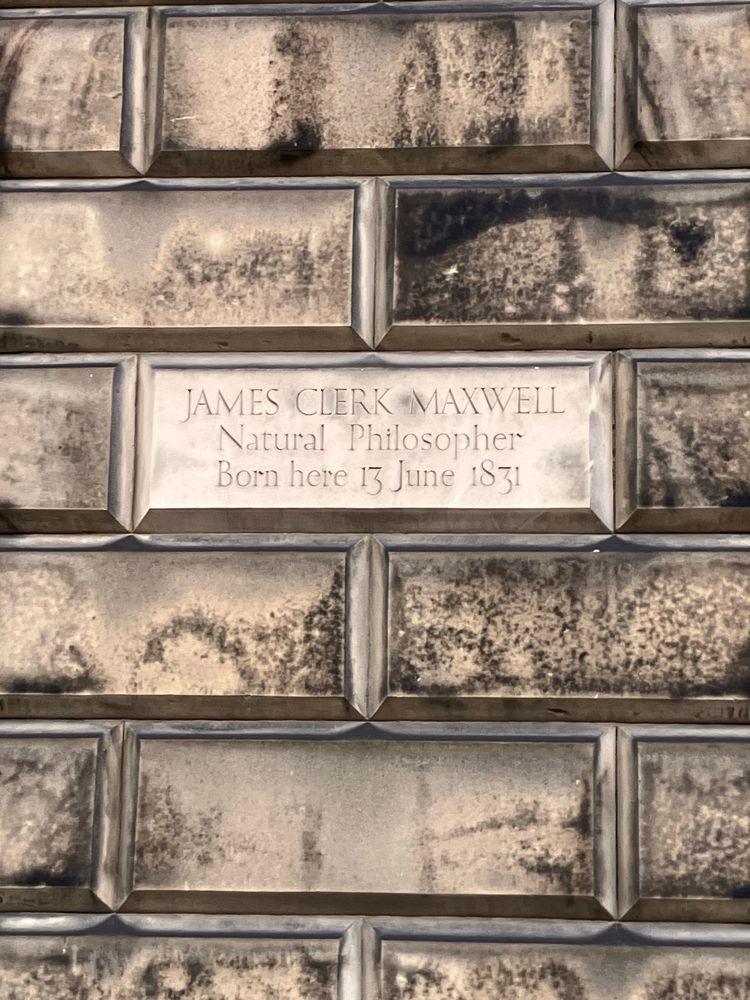 JAMES CLERK MAXWELL
Natural Philosopher
Born here 13 June 1831